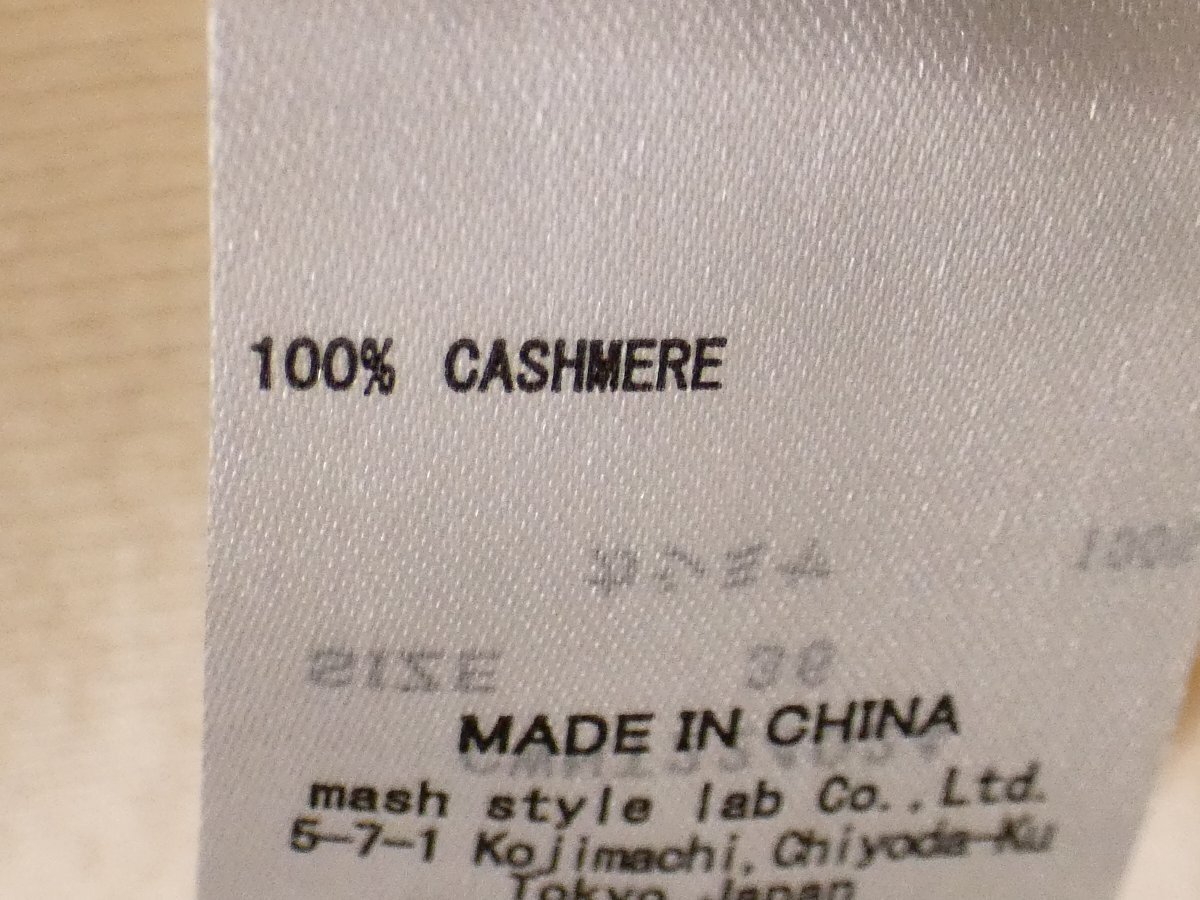 100% CASHMERE
MADE IN CHINA
mash style lab Co.,Ltd.
5-7-1 Kojimachi, Chiyoda-Ku
Tokyo Japan